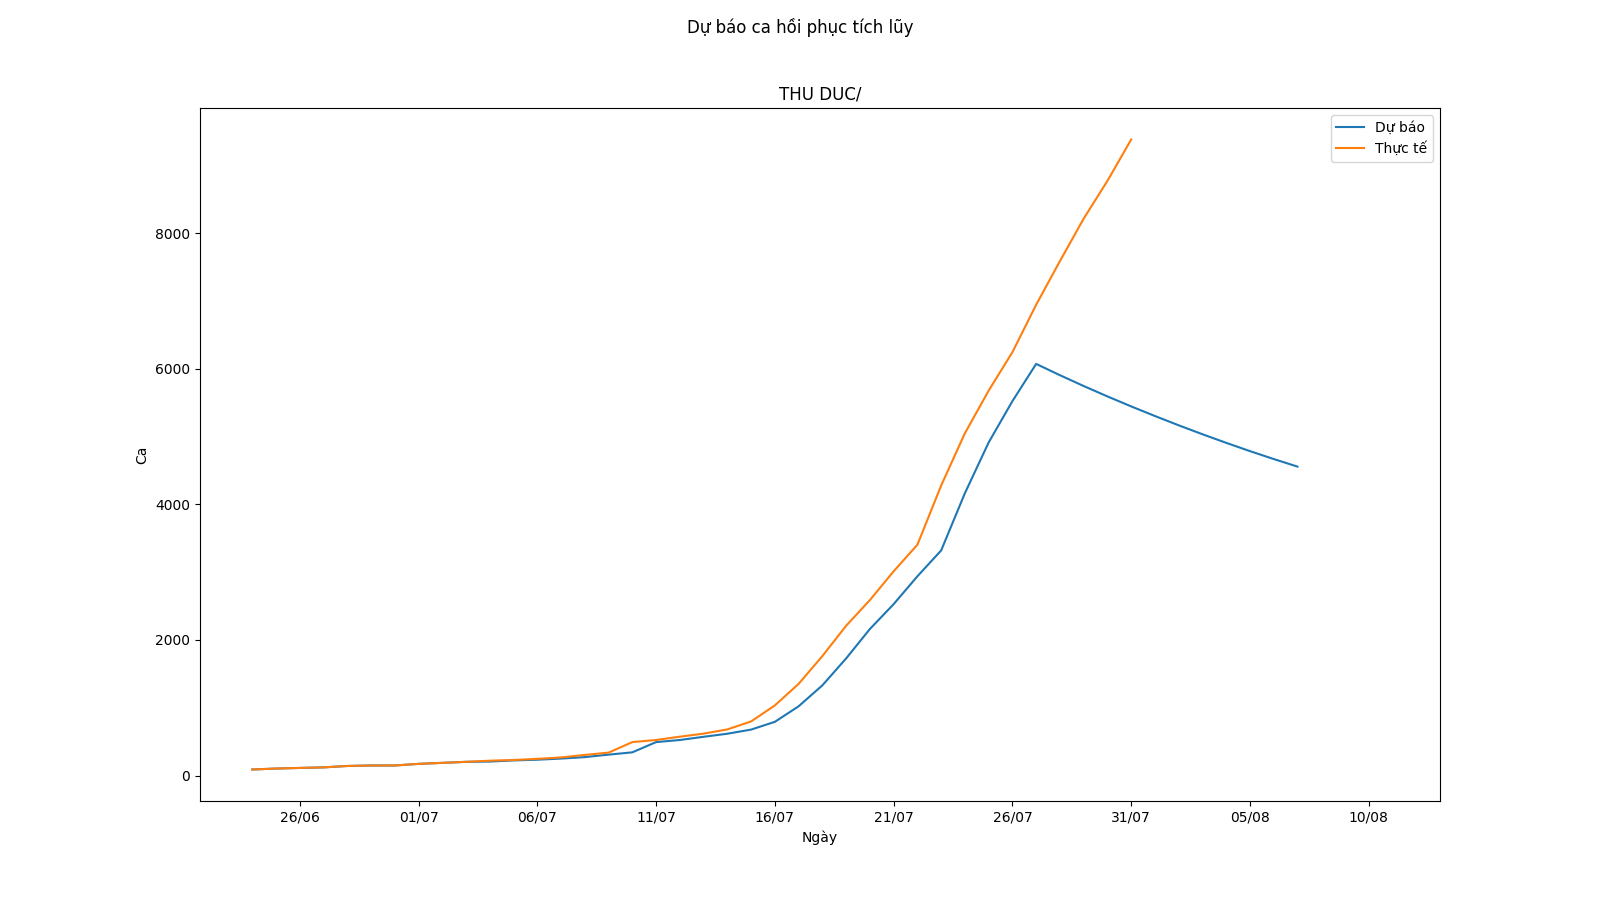 Dự báo ca hồi phục tích lũy
THU DUC/
Dự báo
Thực tế
8000
6000
4000
2000
0
Ca
26/06 01/07 06/07 11/07 16/07 21/07 26/07 31/07 05/08 10/08
Ngày